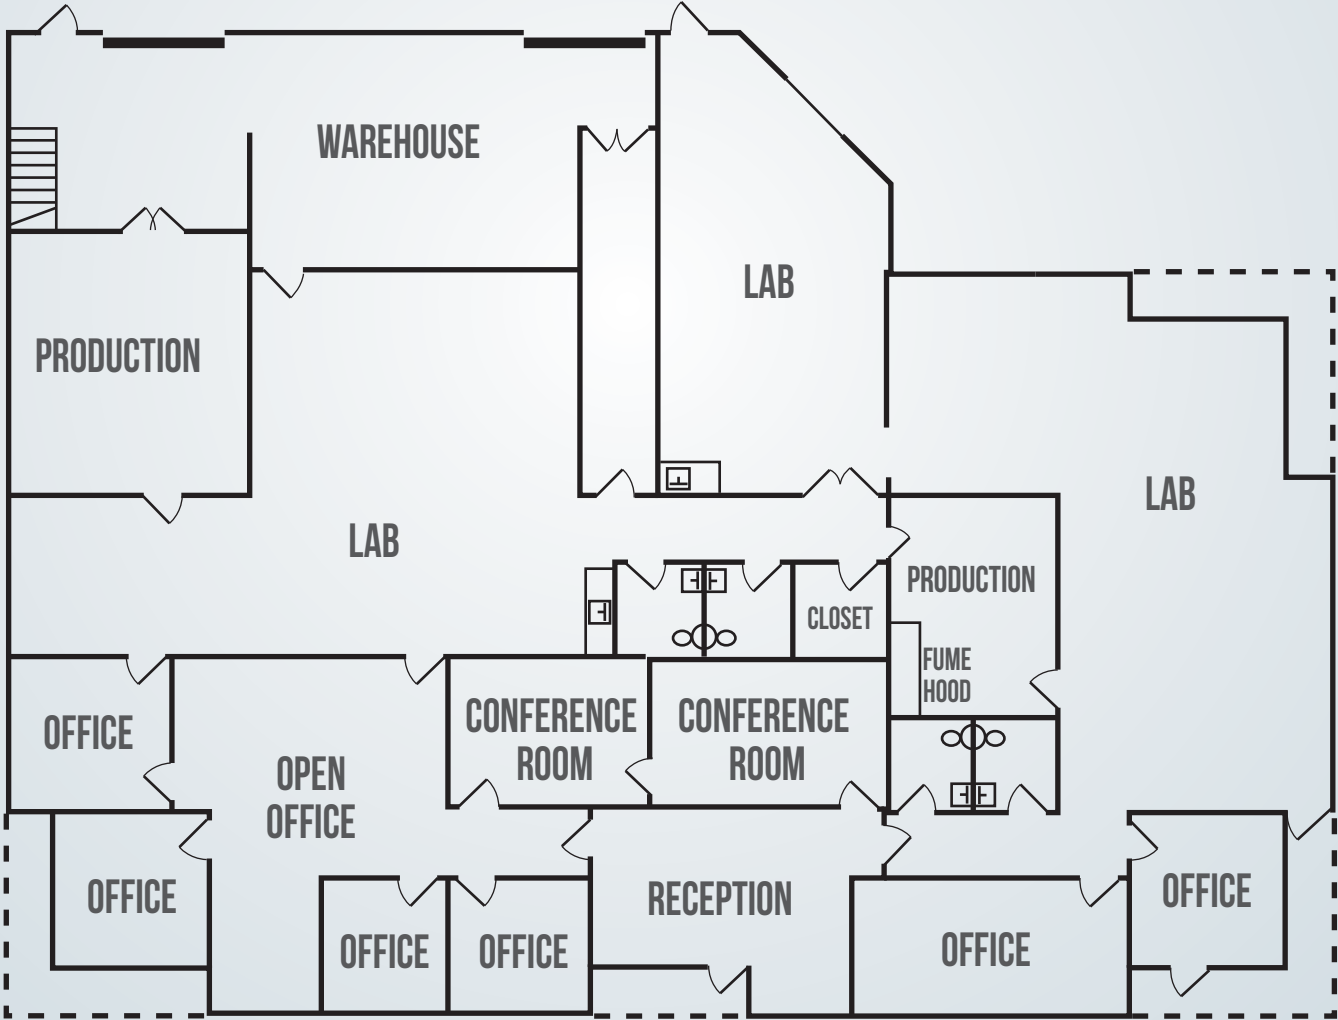 WAREHOUSE
LAB
PRODUCTION
LAB
LAB
PRODUCTION
CLOSET
FUME
HOOD
OFFICE
CONFERENCE
ROOM
CONFERENCE
ROOM
OPEN
OFFICE
OFFICE
RECEPTION
OFFICE
OFFICE
OFFICE
OFFICE